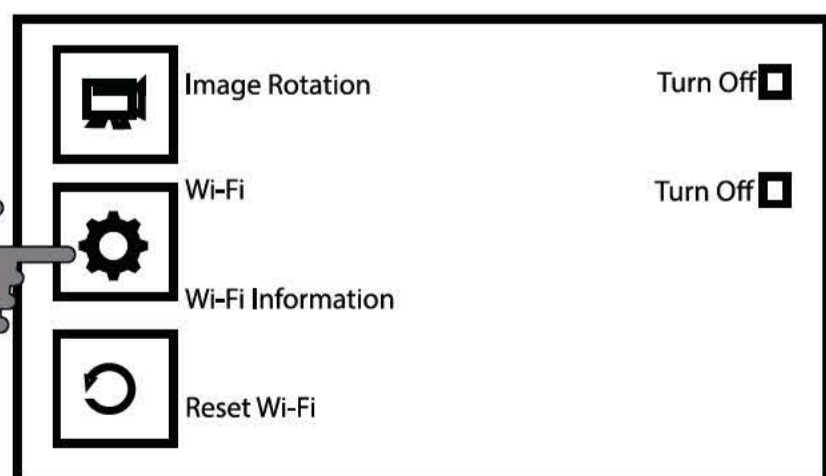 Image Rotation Turn Off
Wi-Fi Turn Off
Wi-Fi Information
Reset Wi-Fi